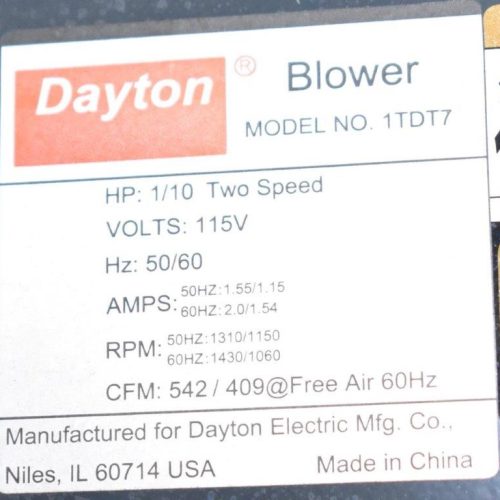 Dayton ® Blower
MODEL NO. 1TDT7
HP: 1/10 Two Speed
VOLTS: 115V
Hz: 50/60
AMPS: 50HZ:1.55/1.15
60HZ: 2.0/1.54
RPM: 50HZ:1310/1150
60HZ:1430/1060
CFM: 542 / 409@Free Air 60Hz
Manufactured for Dayton Electric Mfg. Co.,
Niles, IL 60714 USA Made in China